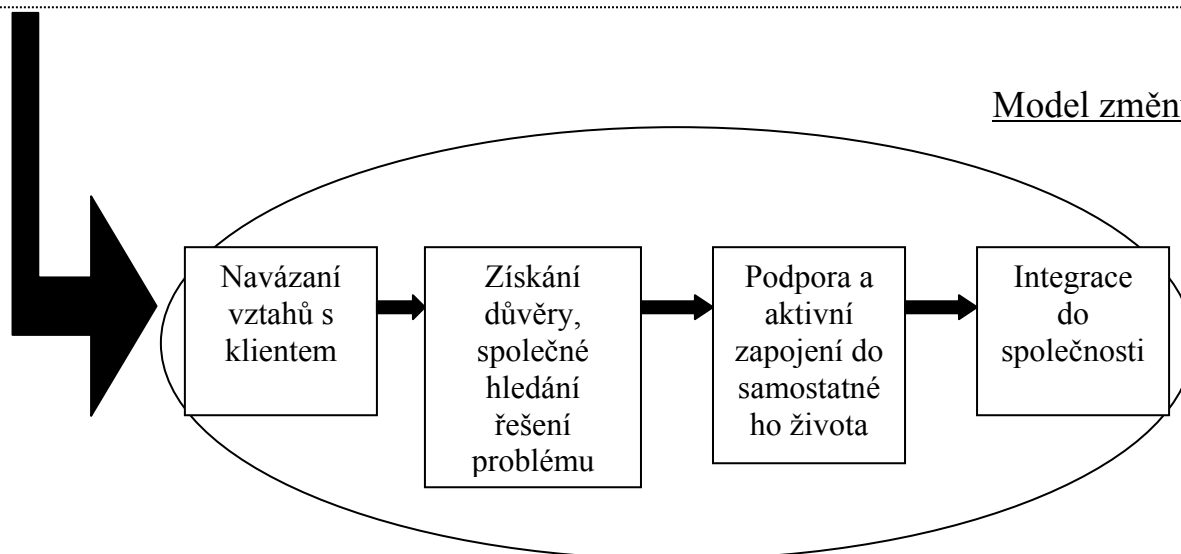 Model změny
Navázaní
vztahů s
klientem
Získání
důvěry,
společné
hledání
řešení
problému
Podpora a
aktivní
zapojení do
samostatné
ho života
Integrace
do
společnosti